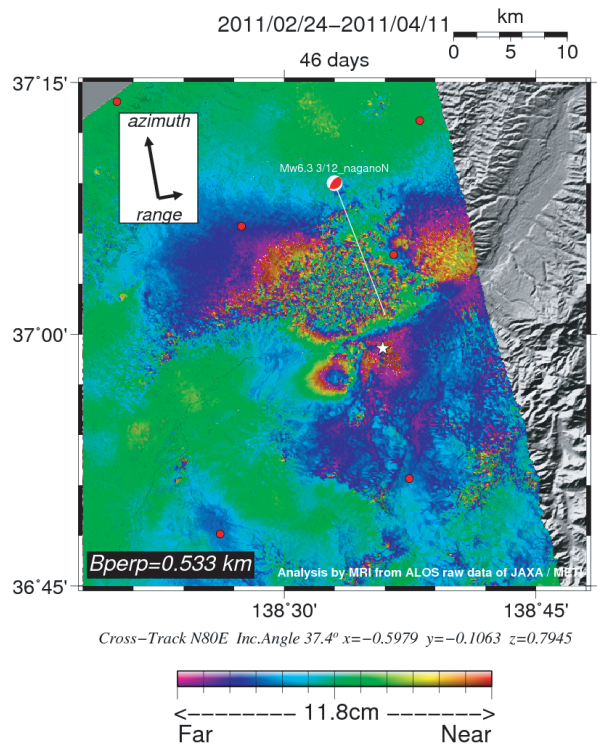 2011/02/24−2011/04/11
km
0 5 10
46 days
37°15'
azimuth
range
Mw6.3 3/12_naganoN
37°00'
36°45'
Bperp=0.533 km
Analysis by MRI from ALOS raw data of JAXA / METI
138°30' 138°45'
Cross−Track N80E Inc.Angle 37.4° x=−0.5979 y=−0.1063 z=0.7945
<−−−−−− 11.8cm −−−−−−>
Far Near